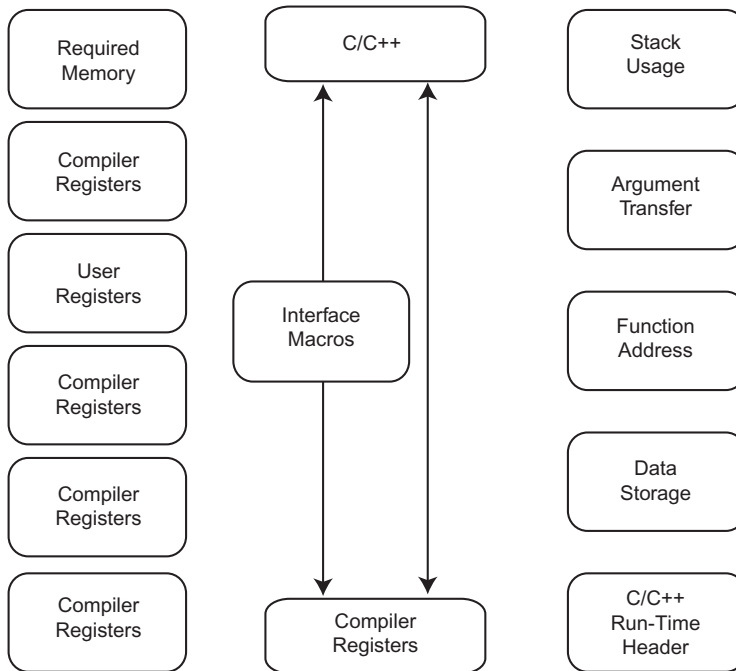 Required
Memory
Compiler
Registers
User
Registers
Compiler
Registers
Compiler
Registers
Compiler
Registers
C/C++
Interface
Macros
Compiler
Registers
Stack
Usage
Argument
Transfer
Function
Address
Data
Storage
C/C++
Run-Time
Header